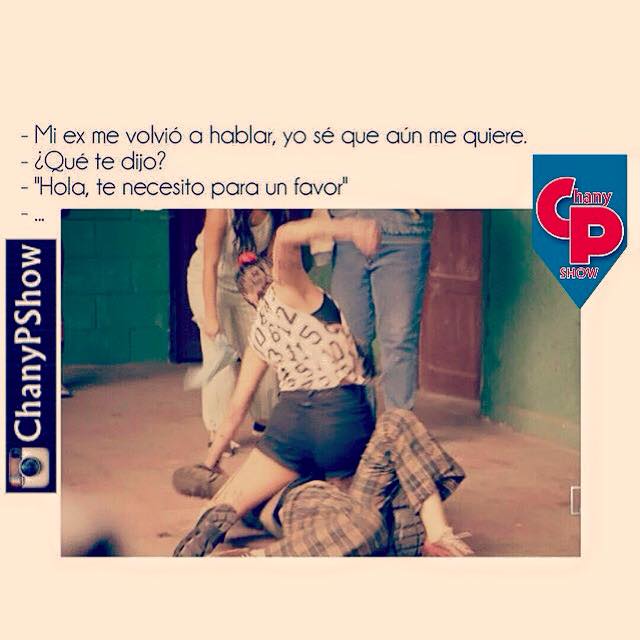 - Mi ex me volvió a hablar, yo sé que aún me quiere.
- ¿Qué te dijo?
- "Hola, te necesito para un favor"
- ...
Chany
CP
SHOW
ChanyPShow